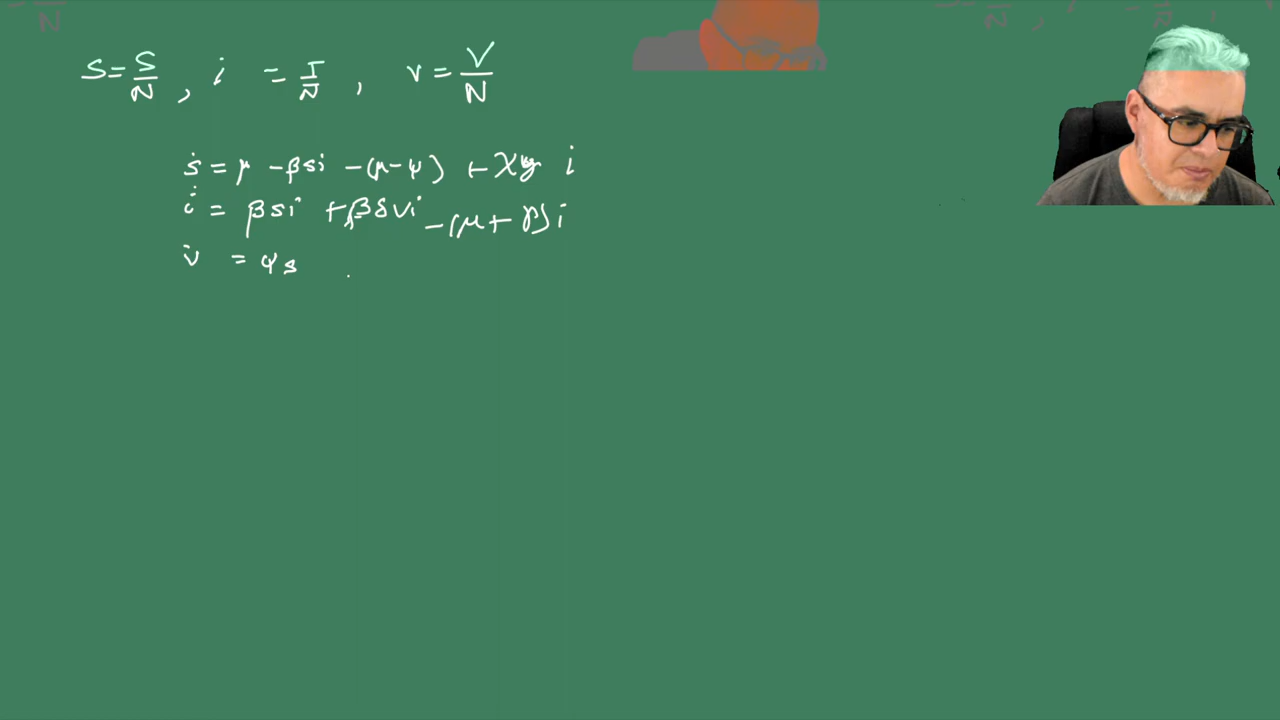 s = S/N , i = I/N , v = V/N
ṡ = μ - βsi - (μ - ψ) + χ i
i̇ = βsi + βδvi - (μ + γ)i
v̇ = ψs